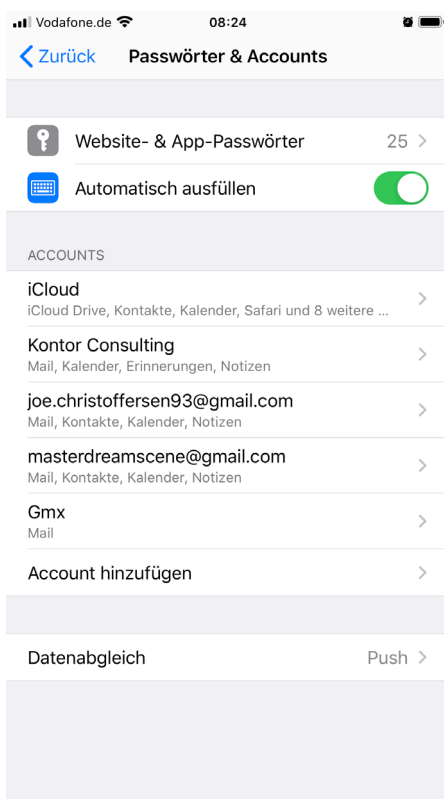 Vodafone.de 08:24
Zurück Passwörter & Accounts
Website- & App-Passwörter 25
Automatisch ausfüllen
ACCOUNTS
iCloud
iCloud Drive, Kontakte, Kalender, Safari und 8 weitere ...
Kontor Consulting
Mail, Kalender, Erinnerungen, Notizen
joe.christoffersen93@gmail.com
Mail, Kontakte, Kalender, Notizen
masterdreamscene@gmail.com
Mail, Kontakte, Kalender, Notizen
Gmx
Mail
Account hinzufügen
Datenabgleich Push